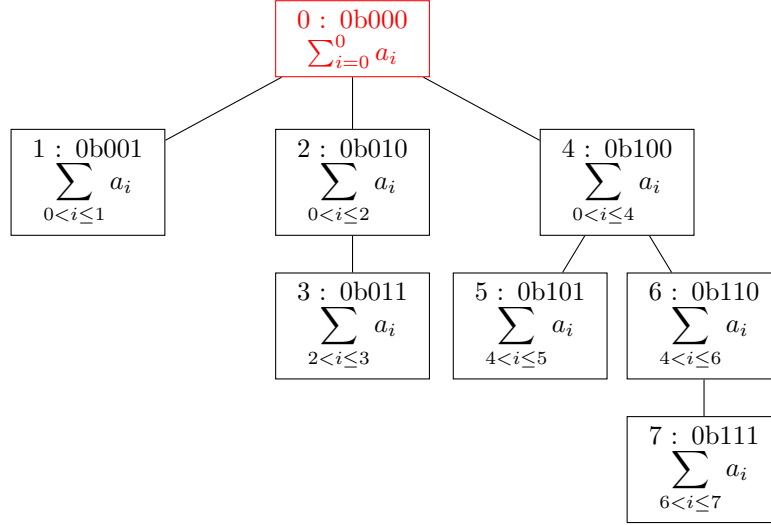 0 : 0b000
∑_{i=0}^{0} a_i
1 : 0b001
∑_{0<i≤1} a_i
2 : 0b010
∑_{0<i≤2} a_i
4 : 0b100
∑_{0<i≤4} a_i
3 : 0b011
∑_{2<i≤3} a_i
5 : 0b101
∑_{4<i≤5} a_i
6 : 0b110
∑_{4<i≤6} a_i
7 : 0b111
∑_{6<i≤7} a_i